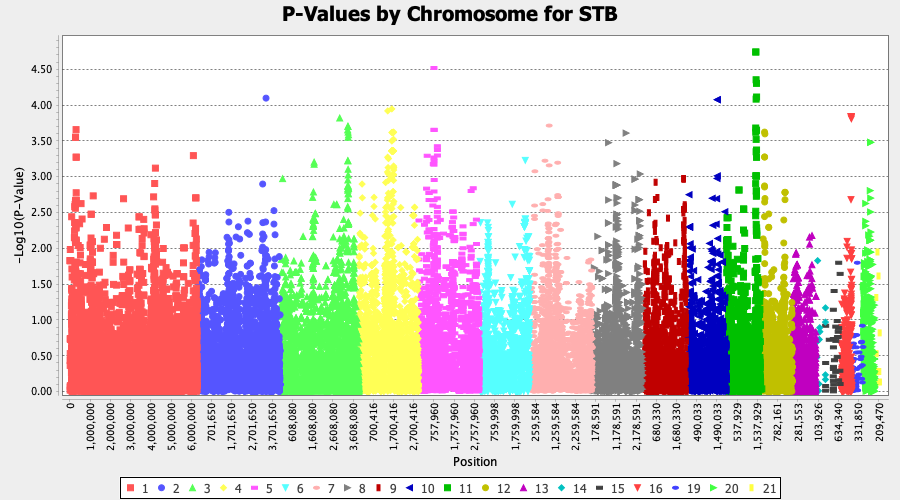 P-Values by Chromosome for STB
−Log10(P−Value)
4.50
4.00
3.50
3.00
2.50
2.00
1.50
1.00
0.50
0.00
0 1,000,000 2,000,000 3,000,000 4,000,000 5,000,000 6,000,000 701,650 1,701,650 2,701,650 3,701,650 608,080 1,608,080 2,608,080 3,608,080 700,416 1,700,416 2,700,416 757,960 1,757,960 2,757,960 759,998 1,759,998 259,584 1,259,584 2,259,584 178,591 1,178,591 2,178,591 680,330 1,680,330 490,033 1,490,033 537,929 1,537,929 782,161 281,553 103,926 634,340 331,850 209,470
Position
1 2 3 4 5 6 7 8 9 10 11 12 13 14 15 16 19 20 21